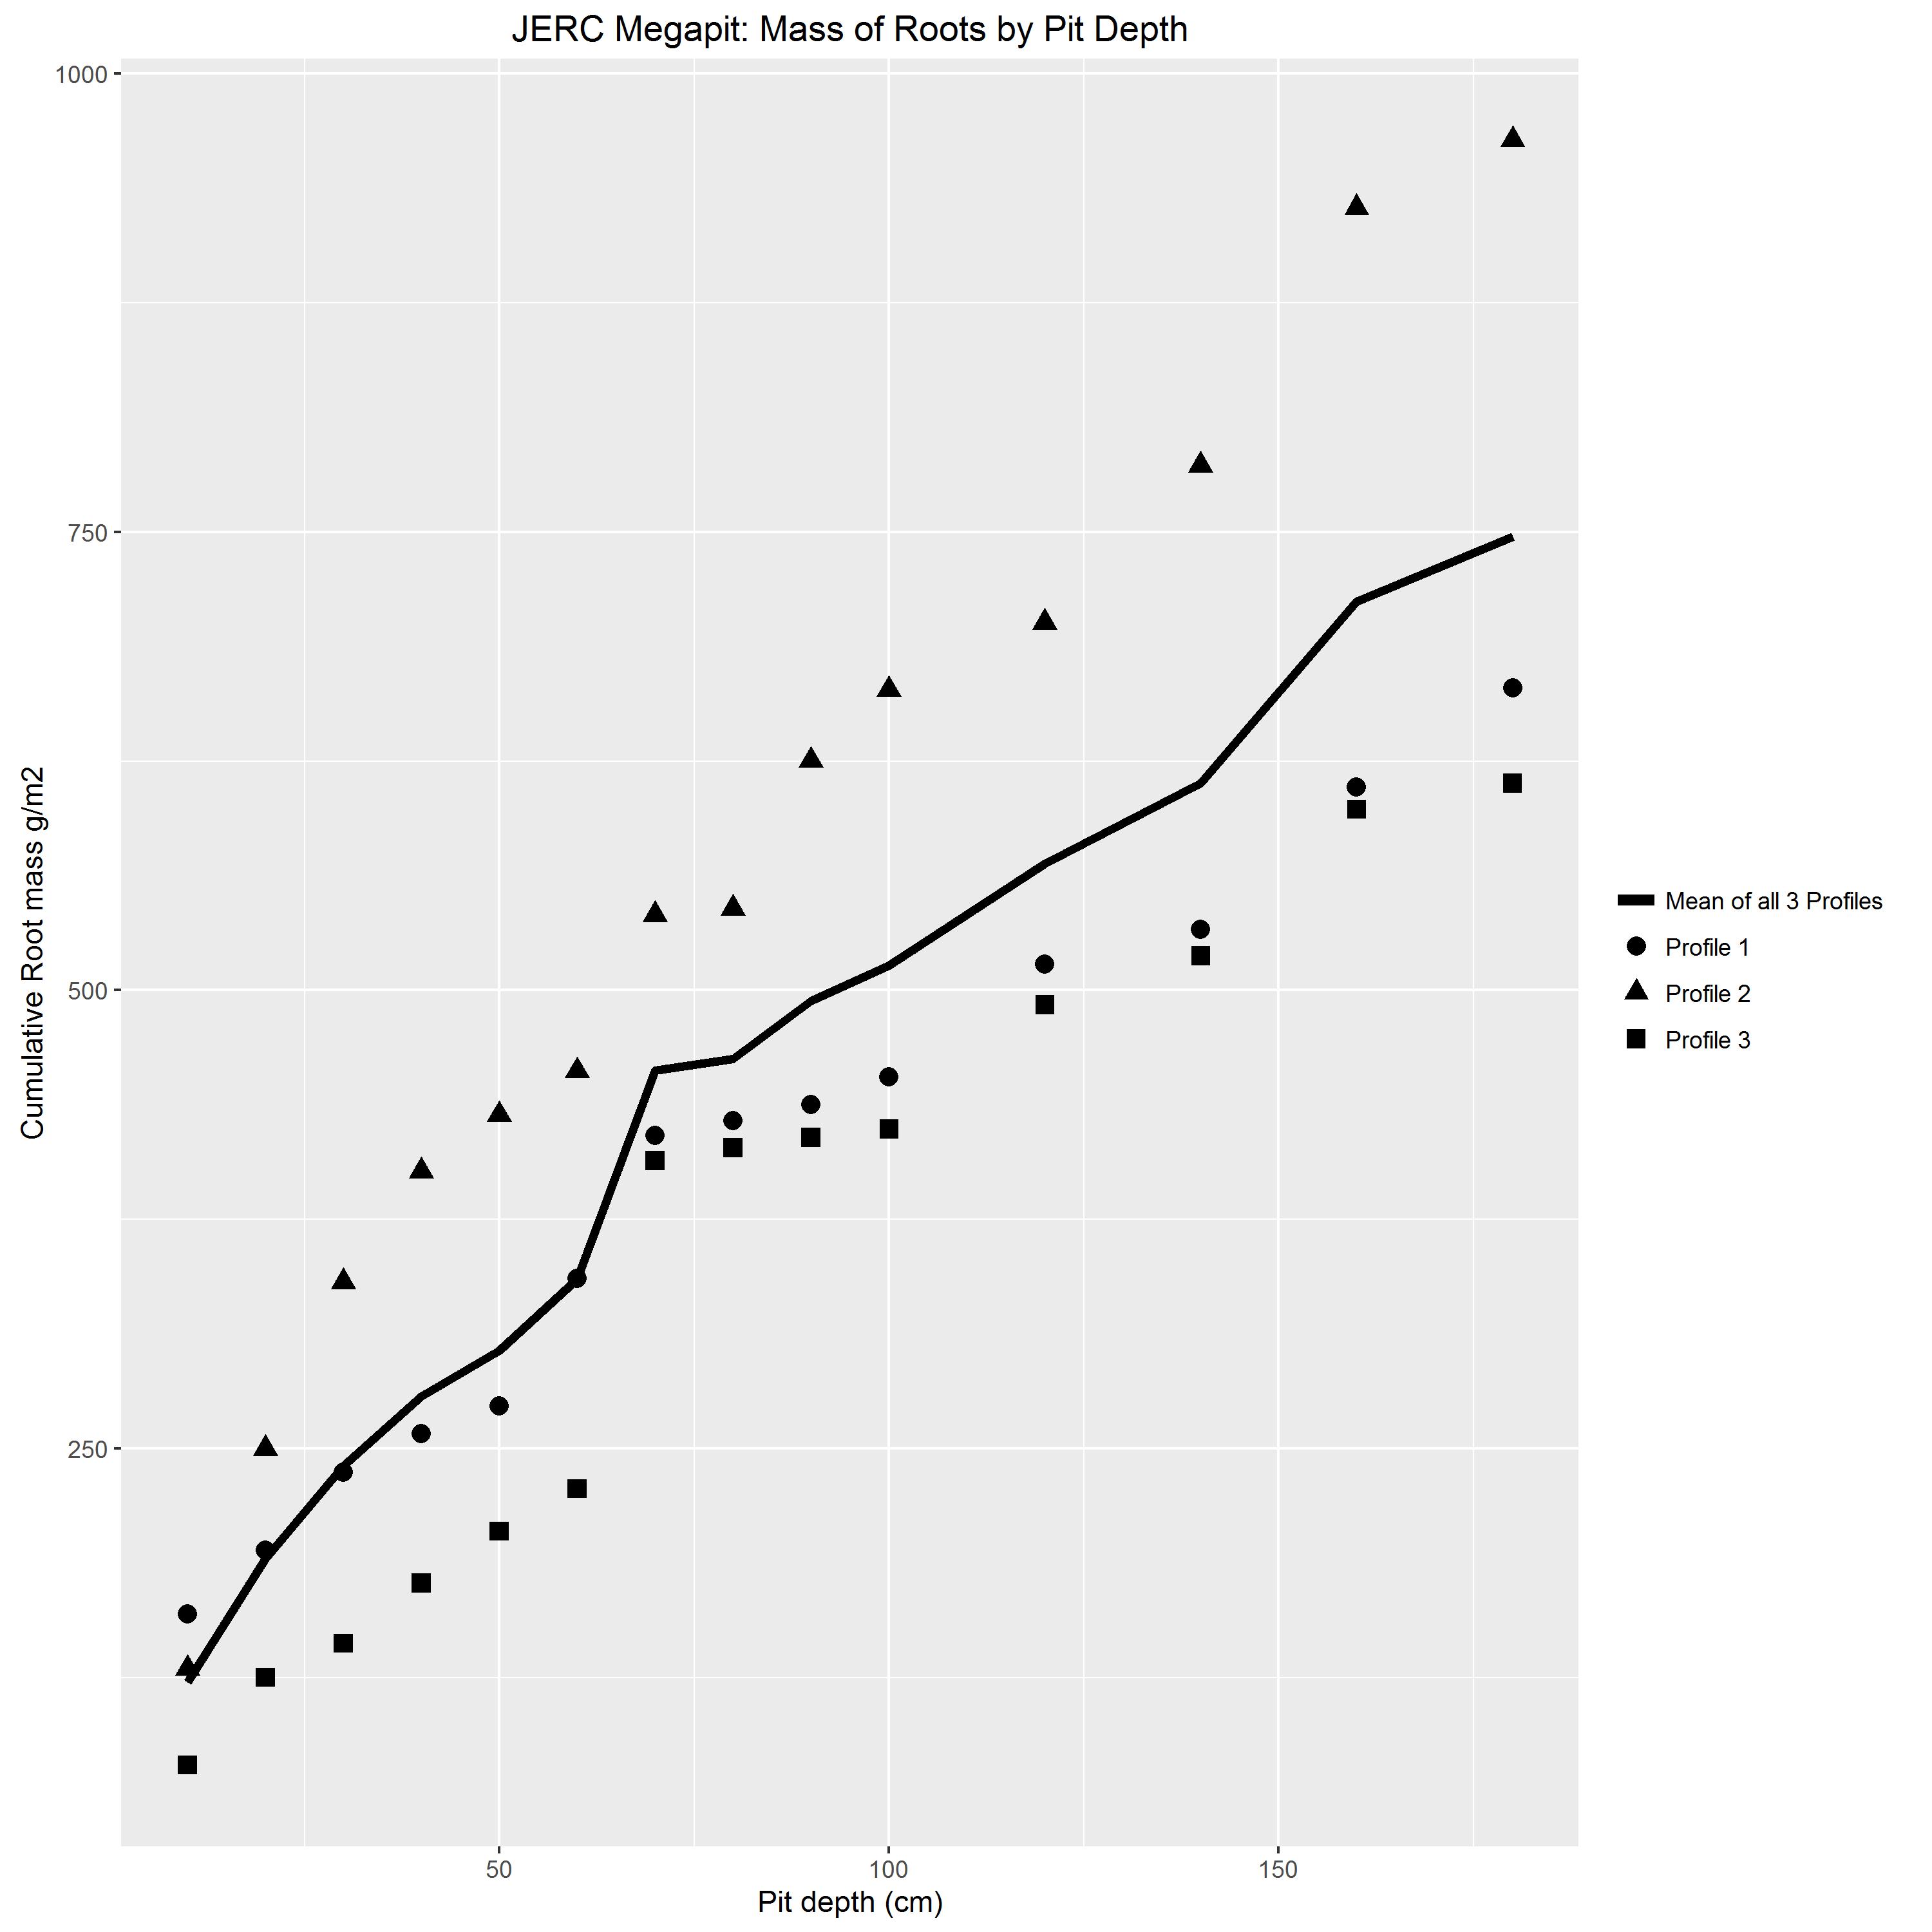 JERC Megapit: Mass of Roots by Pit Depth
Cumulative Root mass g/m2
1000
750
500
250
50
100
150
Pit depth (cm)
Mean of all 3 Profiles
Profile 1
Profile 2
Profile 3